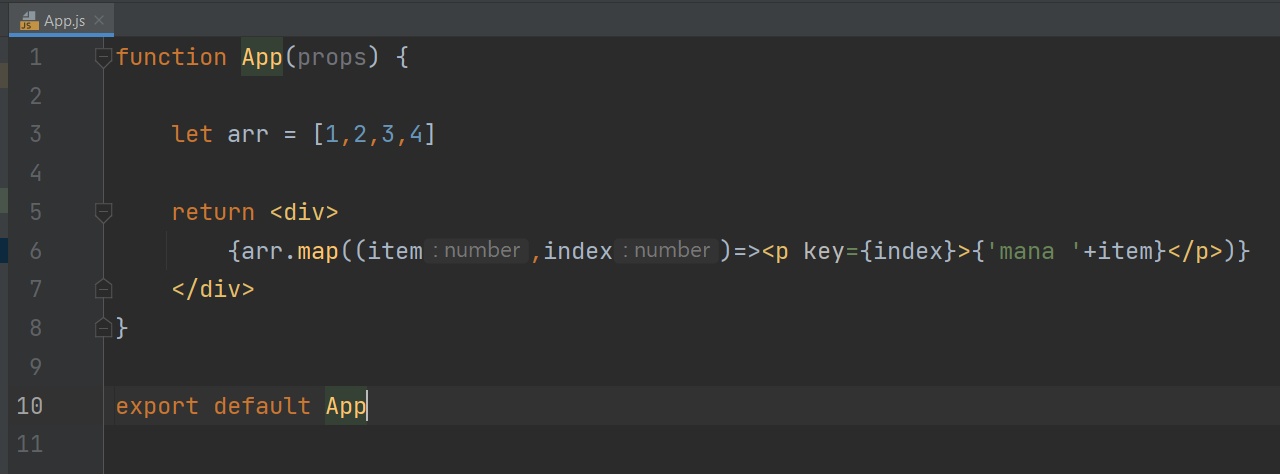 App.js
1 function App(props) {
2
3 let arr = [1,2,3,4]
4
5 return <div>
6 {arr.map((item : number ,index : number )=><p key={index}>{'mana '+item}</p>)}
7 </div>
8 }
9
10 export default App
11